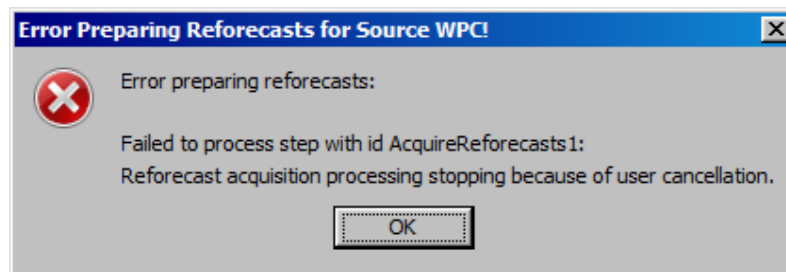 Error Preparing Reforecasts for Source WPC!
Error preparing reforecasts:
Failed to process step with id AcquireReforecasts1:
Reforecast acquisition processing stopping because of user cancellation.
OK